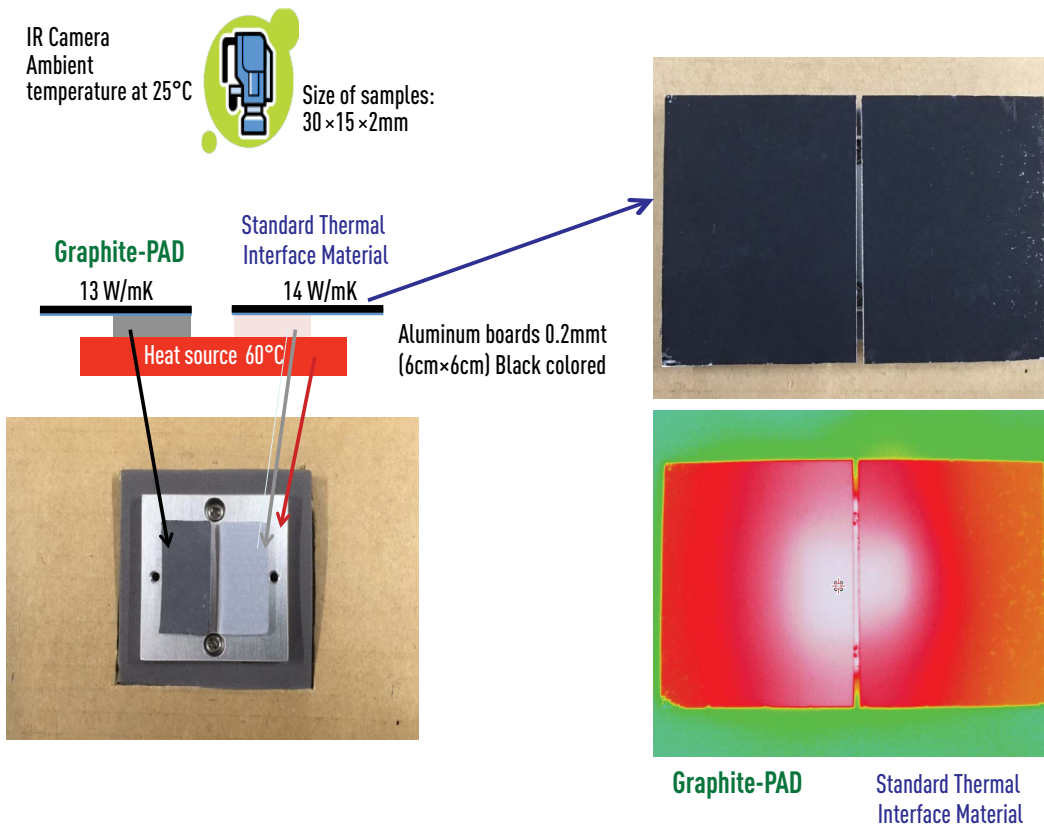 IR Camera
Ambient
temperature at 25°C
Size of samples:
30×15×2mm
Graphite-PAD
13 W/mK
Standard Thermal
Interface Material
14 W/mK
Heat source 60°C
Aluminum boards 0.2mmt
(6cm×6cm) Black colored
Graphite-PAD
Standard Thermal
Interface Material